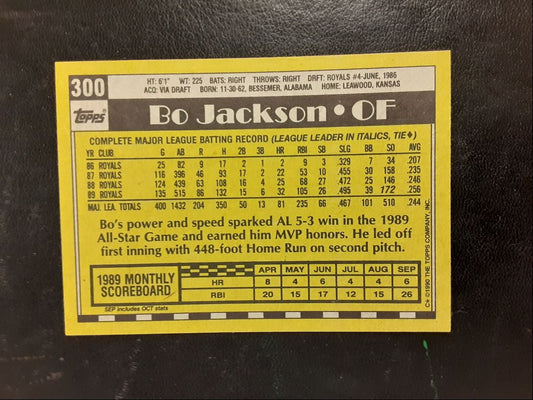 300
topps
HT: 6'1" WT: 225 BATS: RIGHT THROWS: RIGHT DRFT: ROYALS #4-JUNE, 1986
ACQ: VIA DRAFT BORN: 11-30-62, BESSEMER, ALABAMA HOME: LEAWOOD, KANSAS
Bo Jackson • OF
COMPLETE MAJOR LEAGUE BATTING RECORD (LEAGUE LEADER IN ITALICS, TIE♦)
YR CLUB G AB R H 2B 3B HR RBI SB SLG BB SO AVG
86 ROYALS 25 82 9 17 2 1 2 9 3 .329 7 34 .207
87 ROYALS 116 396 46 93 17 2 22 53 10 .455 30 158 .235
88 ROYALS 124 439 63 108 16 4 25 68 27 .472 25 146 .246
89 ROYALS 135 515 86 132 15 6 32 105 26 .495 39 172 .256
MAJ. LEA. TOTALS 400 1432 204 350 50 13 81 235 66 .467 101 510 .244
Bo's power and speed sparked AL 5-3 win in the 1989
All-Star Game and earned him MVP honors. He led off
first inning with 448-foot Home Run on second pitch.
1989 MONTHLY
SCOREBOARD
APR MAY JUN JUL AUG SEP
HR 8 4 6 4 4 6
RBI 20 15 17 12 15 26
SEP includes OCT stats
©1990 THE TOPPS COMPANY, INC.